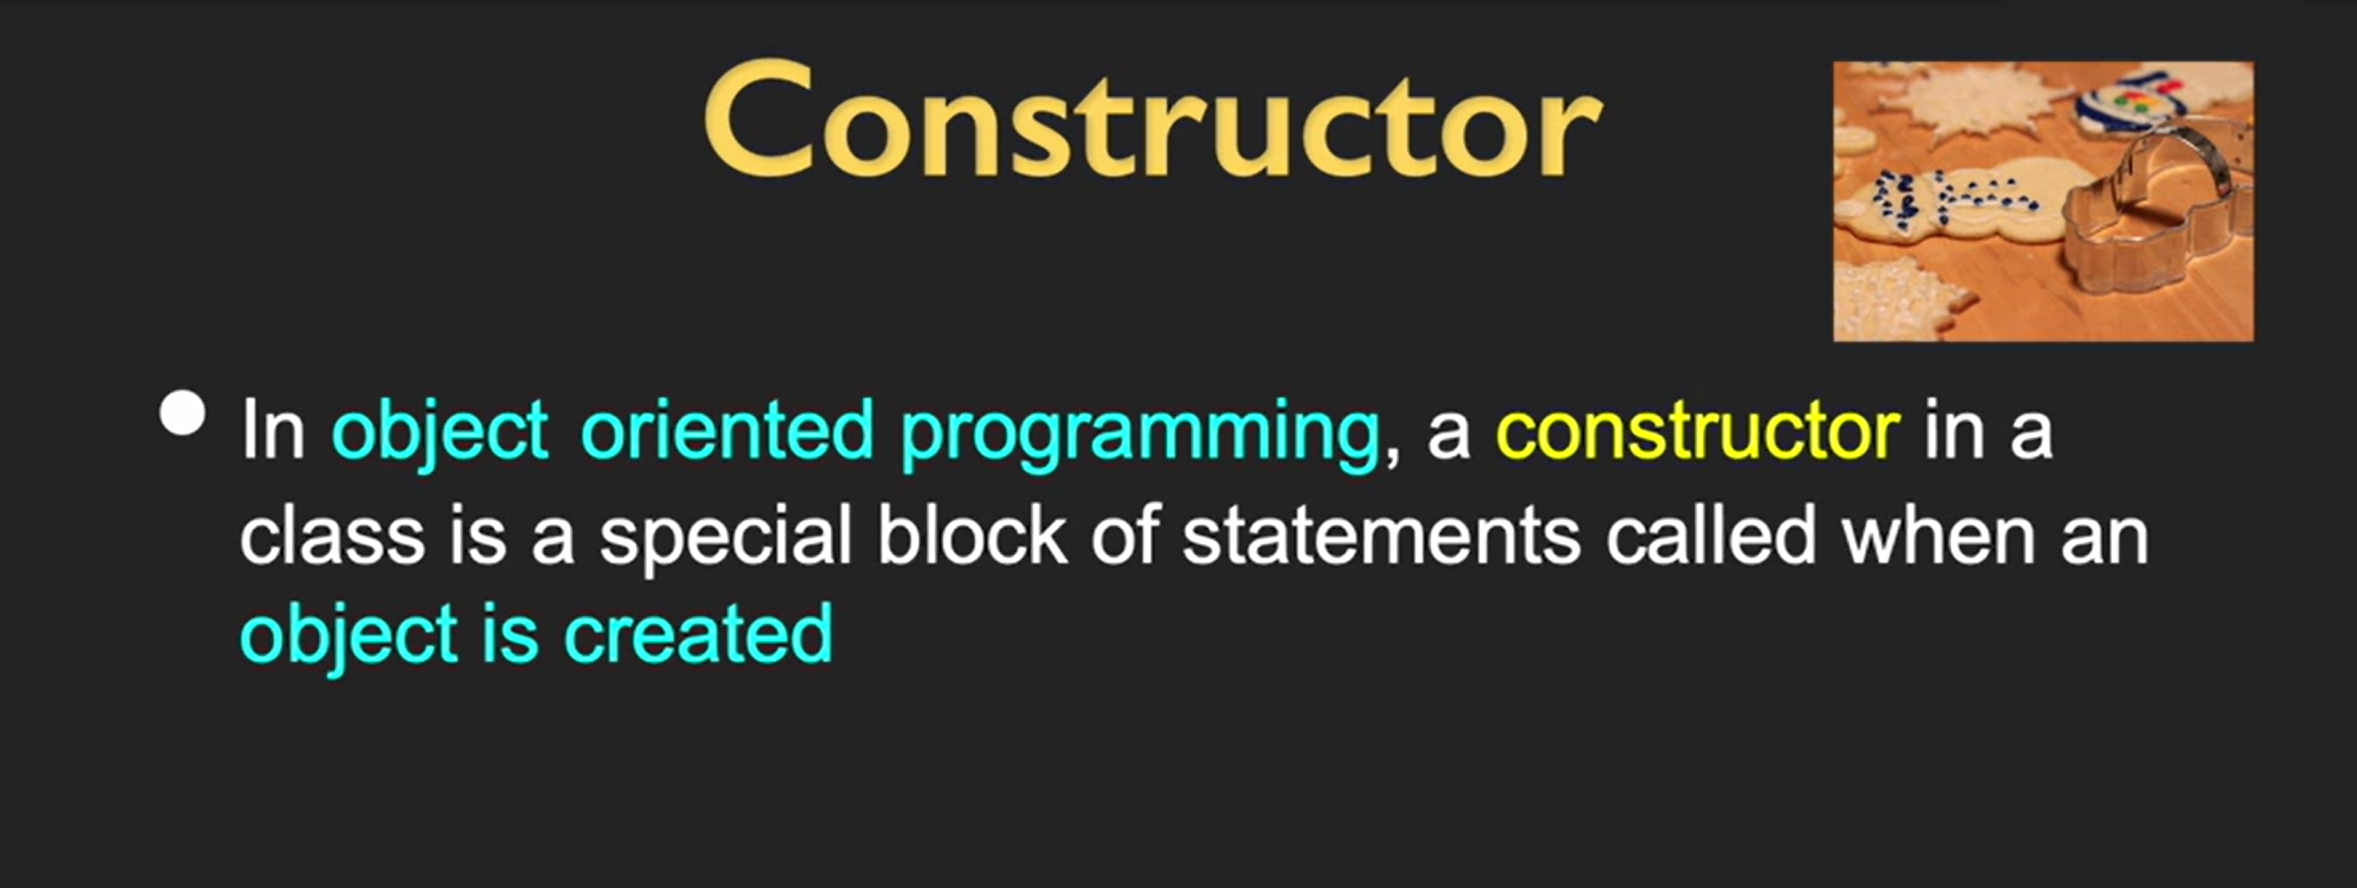 Constructor
• In object oriented programming, a constructor in a
class is a special block of statements called when an
object is created